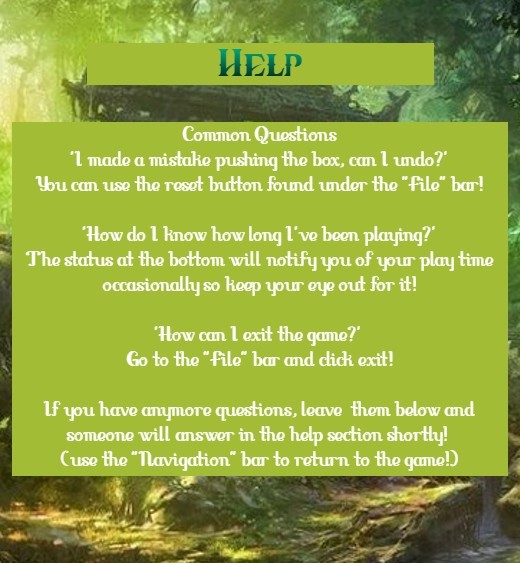 Help
Common Questions
'I made a mistake pushing the box, can I undo?'
You can use the reset button found under the "File" bar!
'How do I know how long I've been playing?'
The status at the bottom will notify you of your play time
occasionally so keep your eye out for it!
'How can I exit the game?'
Go to the "File" bar and click exit!
If you have anymore questions, leave them below and
someone will answer in the help section shortly!
(use the "Navigation" bar to return to the game!)